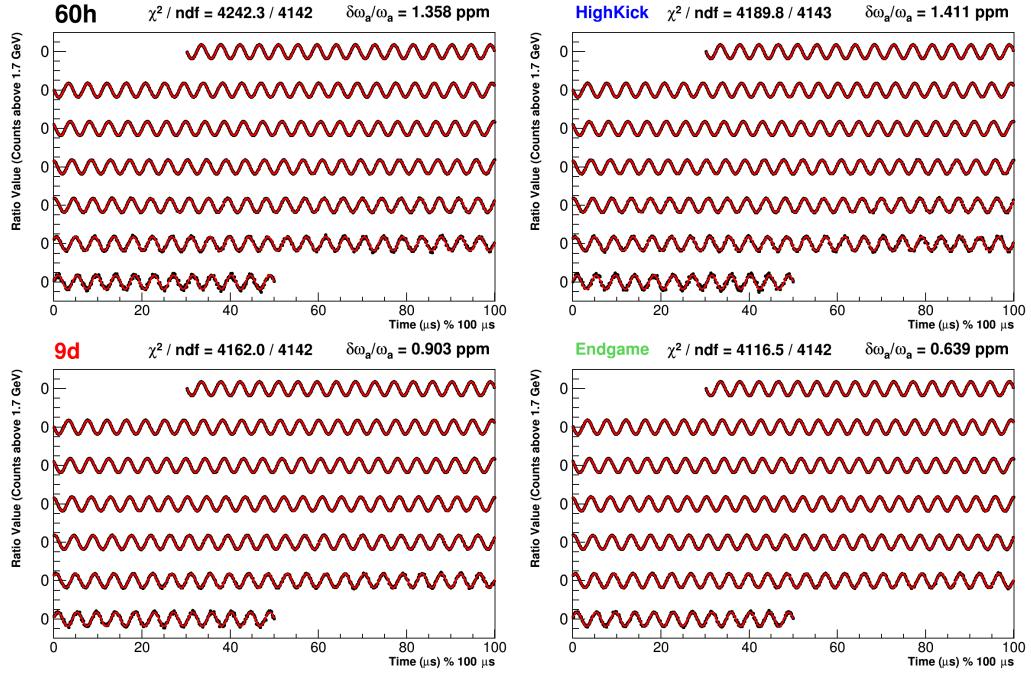 60h χ² / ndf = 4242.3 / 4142 δωa/ωa = 1.358 ppm
Ratio Value (Counts above 1.7 GeV)
0
0
0
0
0
0
0
0 20 40 60 80 100
Time (μs) % 100 μs
HighKick χ² / ndf = 4189.8 / 4143 δωa/ωa = 1.411 ppm
Ratio Value (Counts above 1.7 GeV)
0
0
0
0
0
0
0
0 20 40 60 80 100
Time (μs) % 100 μs
9d χ² / ndf = 4162.0 / 4142 δωa/ωa = 0.903 ppm
Ratio Value (Counts above 1.7 GeV)
0
0
0
0
0
0
0
0 20 40 60 80 100
Time (μs) % 100 μs
Endgame χ² / ndf = 4116.5 / 4142 δωa/ωa = 0.639 ppm
Ratio Value (Counts above 1.7 GeV)
0
0
0
0
0
0
0
0 20 40 60 80 100
Time (μs) % 100 μs